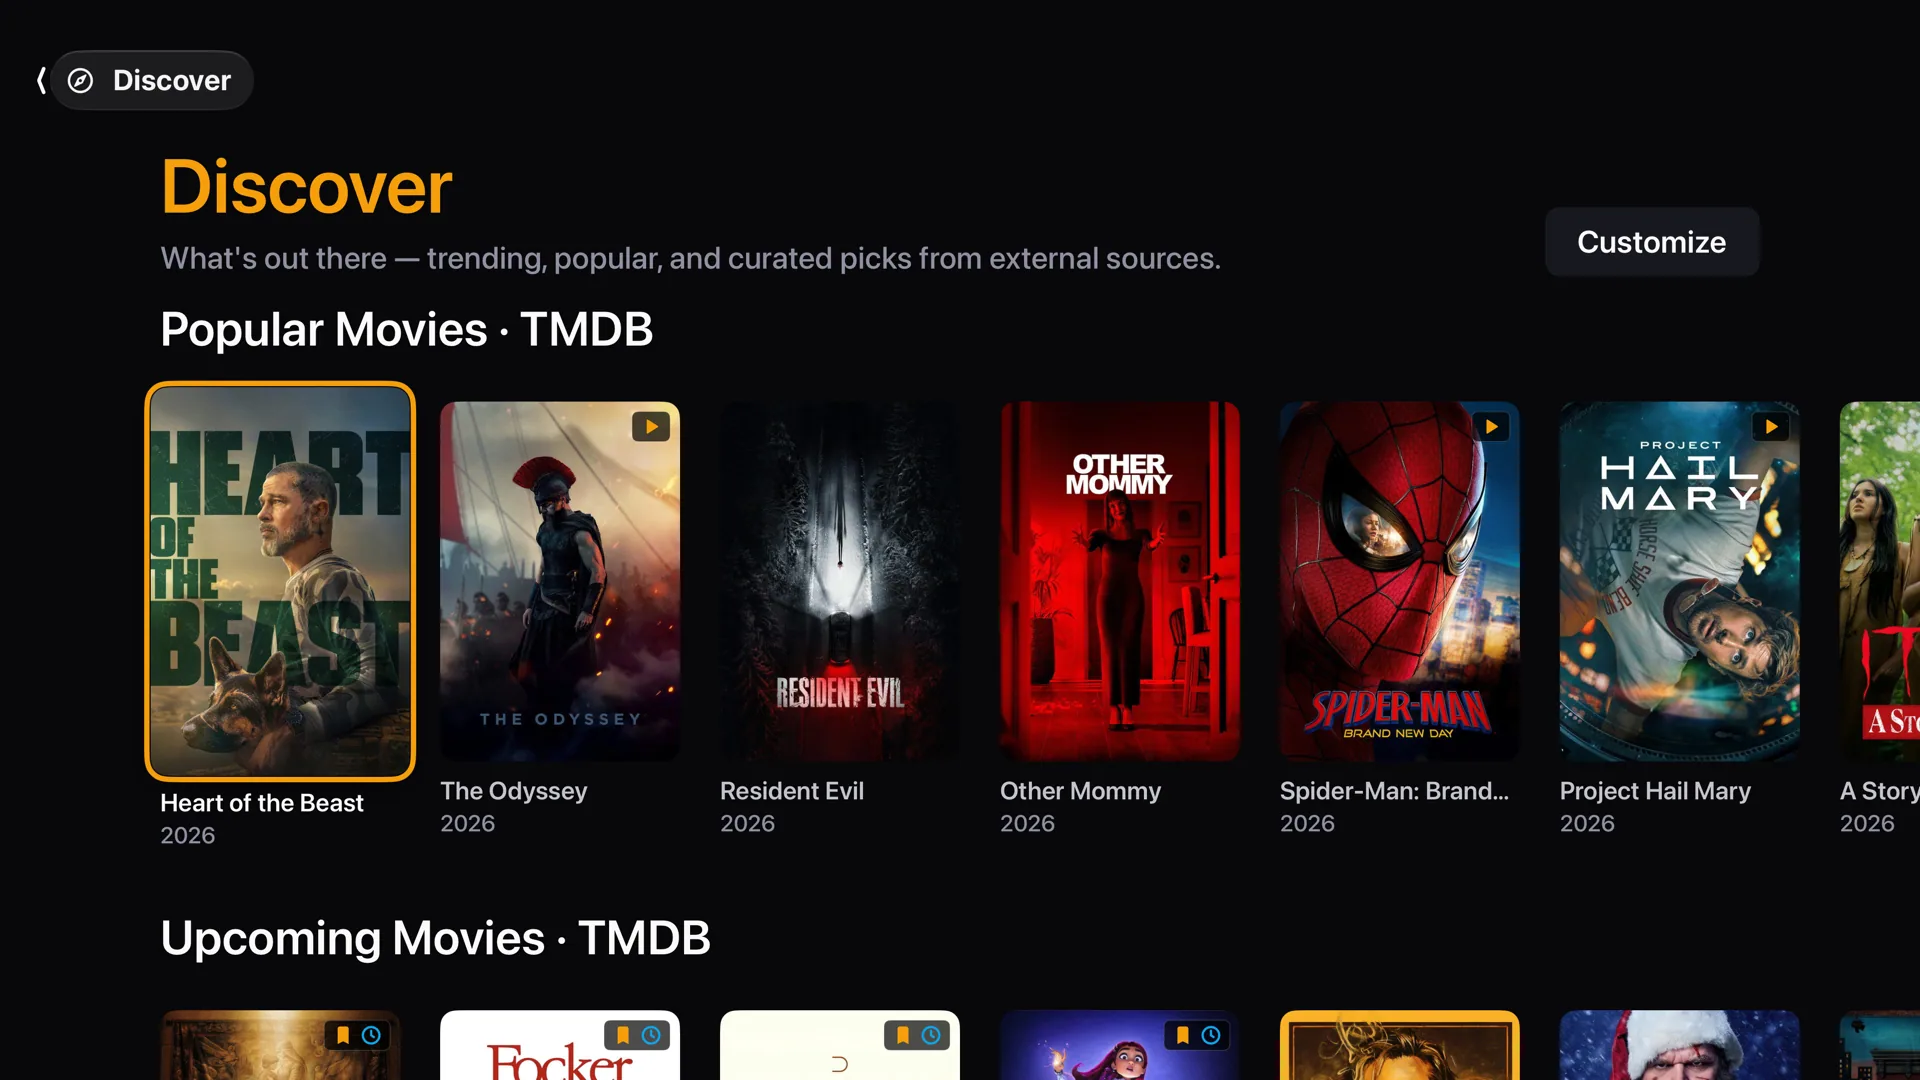 Discover
Discover
What's out there — trending, popular, and curated picks from external sources.
Customize
Popular Movies · TMDB
HEART
OF
THE
BEAST
THE ODYSSEY
RESIDENT EVIL
OTHER
MOMMY
SPIDER-MAN
BRAND NEW DAY
PROJECT
HAIL
MARY
A STO
Heart of the Beast
2026
The Odyssey
2026
Resident Evil
2026
Other Mommy
2026
Spider-Man: Brand...
2026
Project Hail Mary
2026
A Story
2026
Upcoming Movies · TMDB
Focker